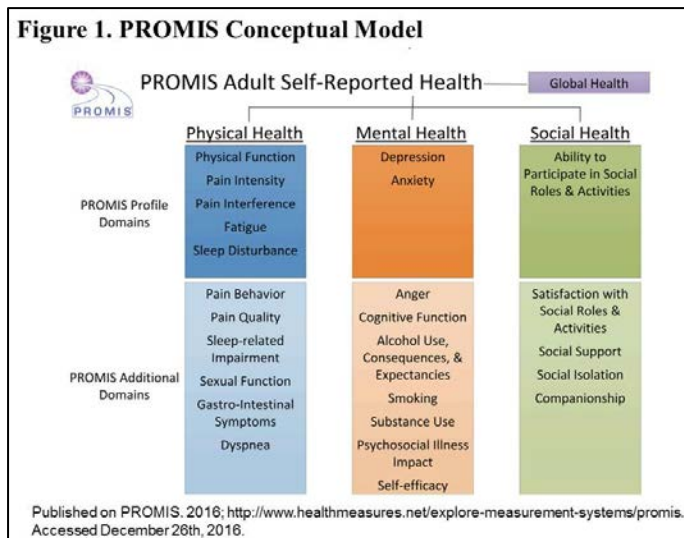 Figure 1. PROMIS Conceptual Model
PROMIS
PROMIS Adult Self-Reported Health
Global Health
Physical Health
Mental Health
Social Health
PROMIS Profile
Domains
Physical Function
Pain Intensity
Pain Interference
Fatigue
Sleep Disturbance
Depression
Anxiety
Ability to
Participate in Social
Roles & Activities
PROMIS Additional
Domains
Pain Behavior
Pain Quality
Sleep-related
Impairment
Sexual Function
Gastro-Intestinal
Symptoms
Dyspnea
Anger
Cognitive Function
Alcohol Use,
Consequences, &
Expectancies
Smoking
Substance Use
Psychosocial Illness
Impact
Self-efficacy
Satisfaction with
Social Roles &
Activities
Social Support
Social Isolation
Companionship
Published on PROMIS. 2016; http://www.healthmeasures.net/explore-measurement-systems/promis.
Accessed December 26th, 2016.